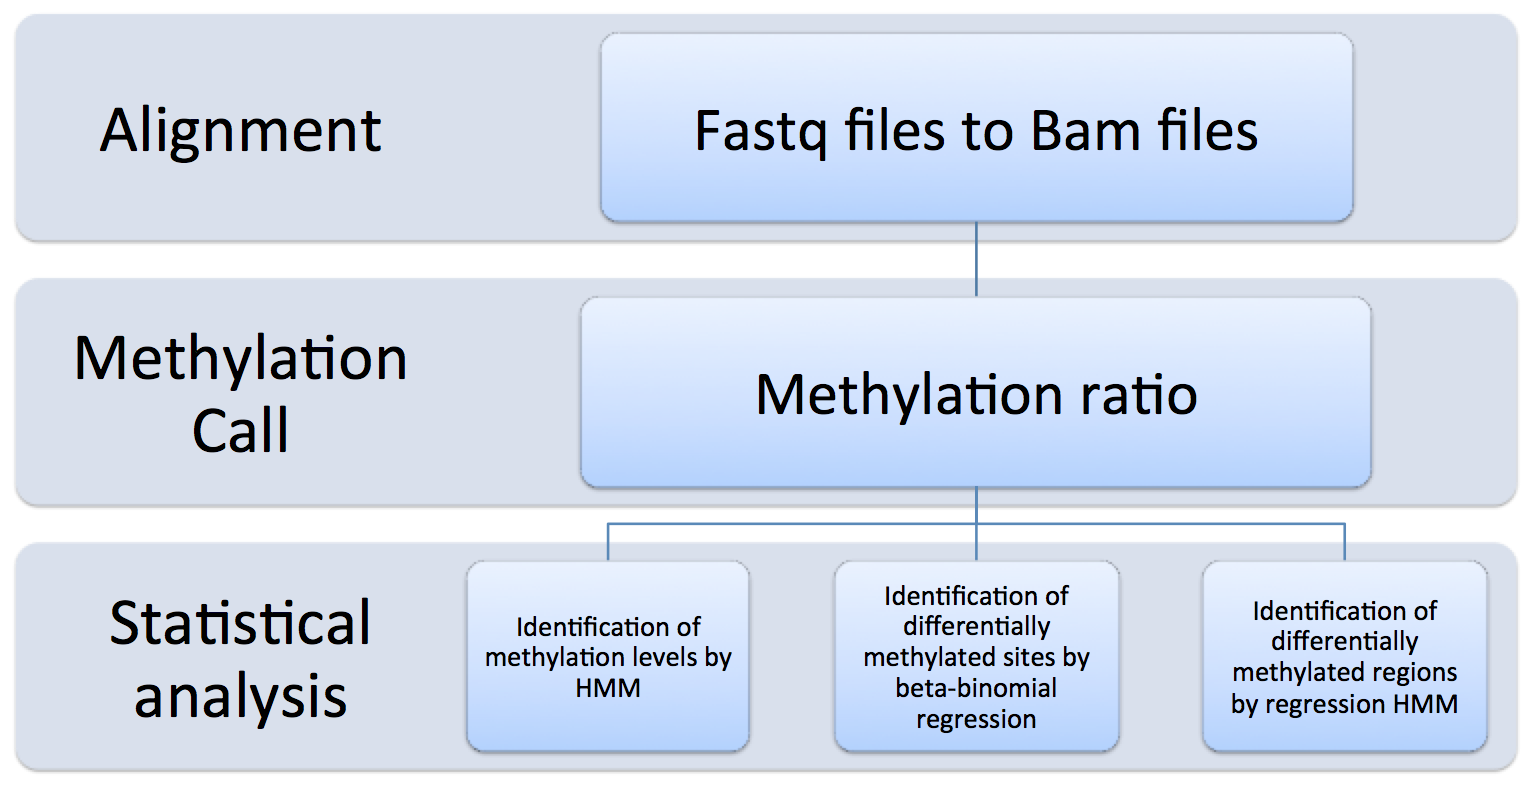 Alignment
Fastq files to Bam files
Methylation
Call
Methylation ratio
Statistical
analysis
Identification of
methylation levels by
HMM
Identification of
differentially
methylated sites by
beta-binomial
regression
Identification of
differentially
methylated regions
by regression HMM